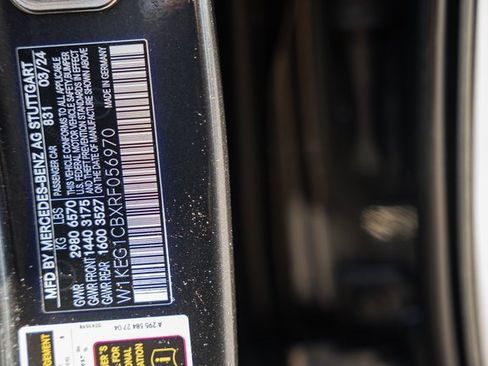 MFD BY MERCEDES-BENZ AG STUTTGART
PASSENGER CAR 831 03/24
KG LBS
GVWR 2980 6570
GAWR FRONT 1440 3175
GAWR REAR 1600 3527
THIS VEHICLE CONFORMS TO ALL APPLICABLE
U.S. FEDERAL MOTOR VEHICLE SAFETY/BUMPER
THEFT PREVENTION STANDARDS IN EFFECT
ON THE DATE OF MANUFACTURE SHOWN ABOVE
MADE IN GERMANY
W1KEG1CBXRF056970
A 295 584 27 04